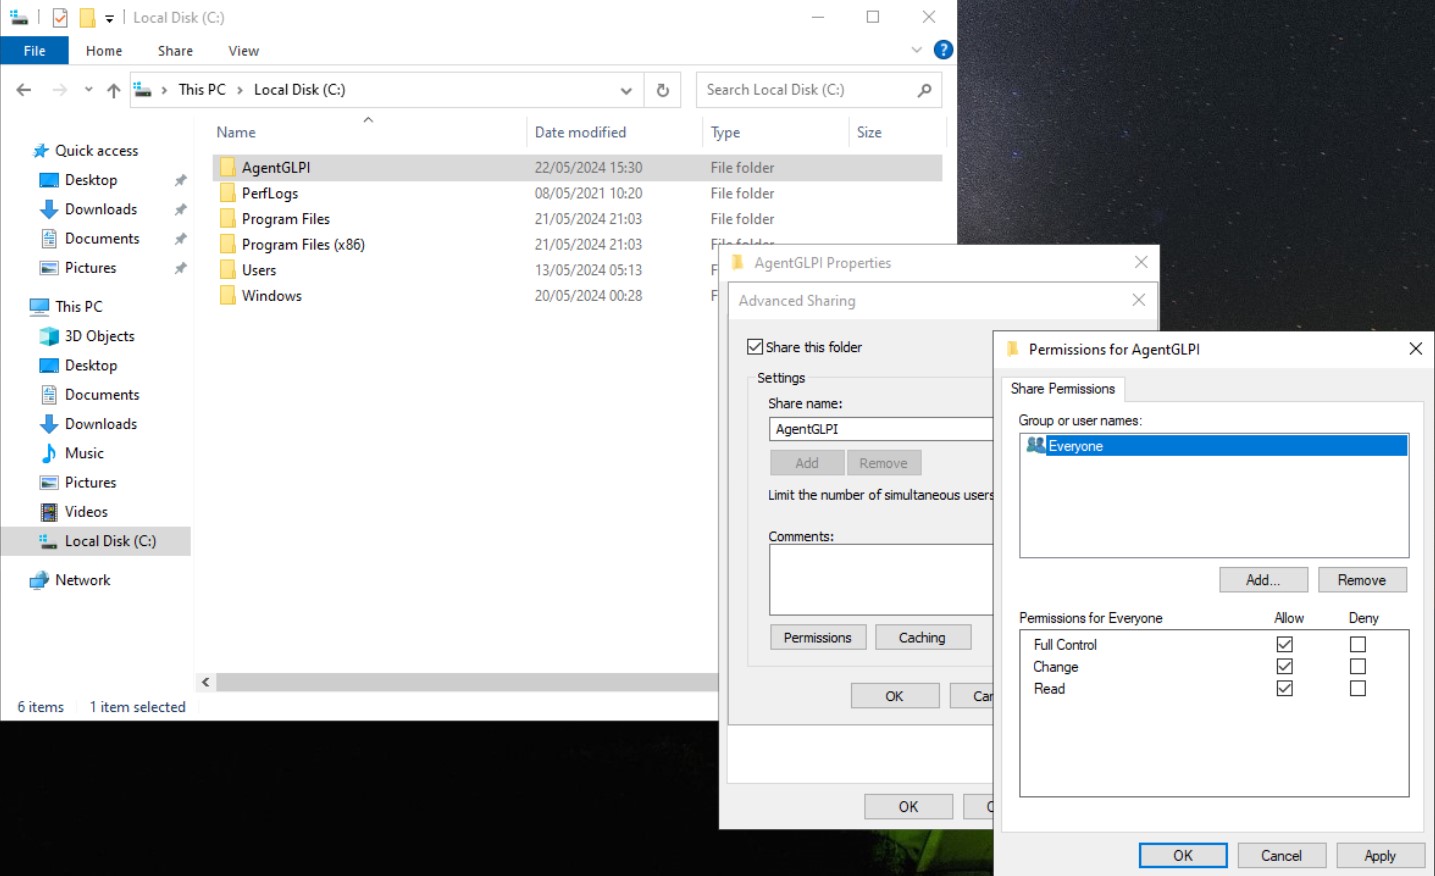 Local Disk (C:)
File Home Share View
This PC Local Disk (C:) Search Local Disk (C:)
Name Date modified Type Size
Quick access
Desktop
Downloads
Documents
Pictures
This PC
3D Objects
Desktop
Documents
Downloads
Music
Pictures
Videos
Local Disk (C:)
Network
AgentGLPI 22/05/2024 15:30 File folder
PerfLogs 08/05/2021 10:20 File folder
Program Files 21/05/2024 21:03 File folder
Program Files (x86) 21/05/2024 21:03 File folder
Users 13/05/2024 05:13 F
Windows 20/05/2024 00:28 F
6 items 1 item selected
AgentGLPI Properties
Advanced Sharing
Share this folder
Settings
Share name:
AgentGLPI
Add Remove
Limit the number of simultaneous users
Comments:
Permissions Caching
OK Can
OK C
Permissions for AgentGLPI
Share Permissions
Group or user names:
Everyone
Add... Remove
Permissions for Everyone Allow Deny
Full Control
Change
Read
OK Cancel Apply